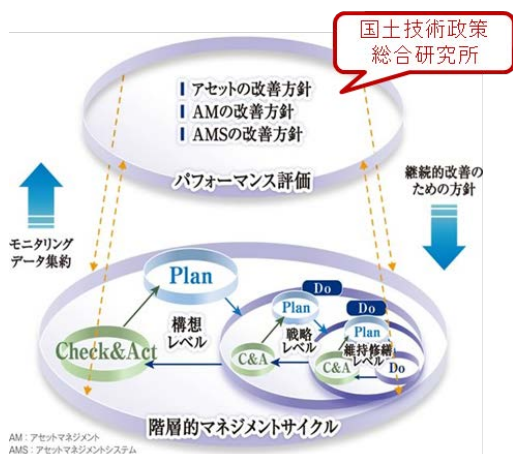 国土技術政策
総合研究所
アセットの改善方針
AMの改善方針
AMSの改善方針
パフォーマンス評価
モニタリング
データ集約
継続的改善の
ための方針
Plan
Do
Plan
Do
構想
レベル
戦略
レベル
Plan
維持修繕
レベル
Check&Act
C&A
C&A
Do
階層的マネジメントサイクル
AM：アセットマネジメント
AMS：アセットマネジメントシステム